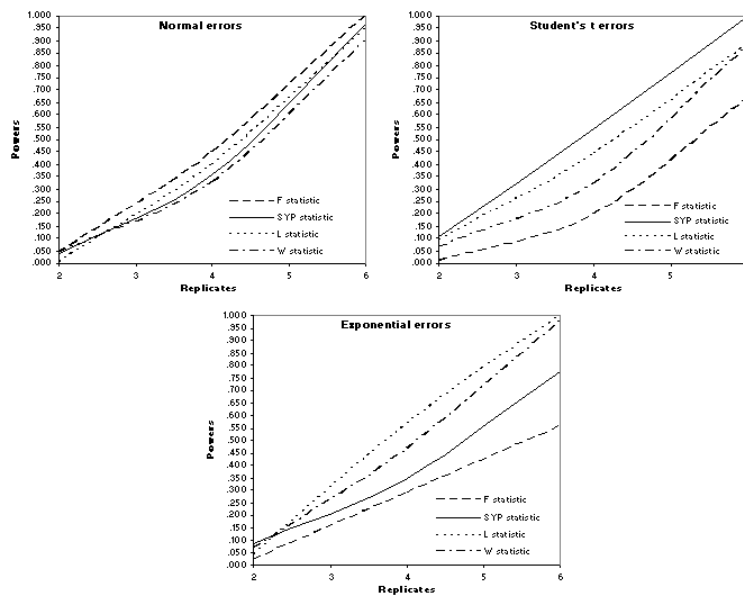 Normal errors
1.000
.950
.900
.850
.800
.750
.700
.650
.600
.550
.500
.450
.400
.350
.300
.250
.200
.150
.100
.050
.000
Powers
F statistic
SYP statistic
L statistic
W statistic
2 3 4 5 6
Replicates
Student's t errors
1.000
.950
.900
.850
.800
.750
.700
.650
.600
.550
.500
.450
.400
.350
.300
.250
.200
.150
.100
.050
.000
Powers
F statistic
SYP statistic
L statistic
W statistic
2 3 4 5
Replicates
Exponential errors
1.000
.950
.900
.850
.800
.750
.700
.650
.600
.550
.500
.450
.400
.350
.300
.250
.200
.150
.100
.050
.000
Powers
F statistic
SYP statistic
L statistic
W statistic
2 3 4 5 6
Replicates